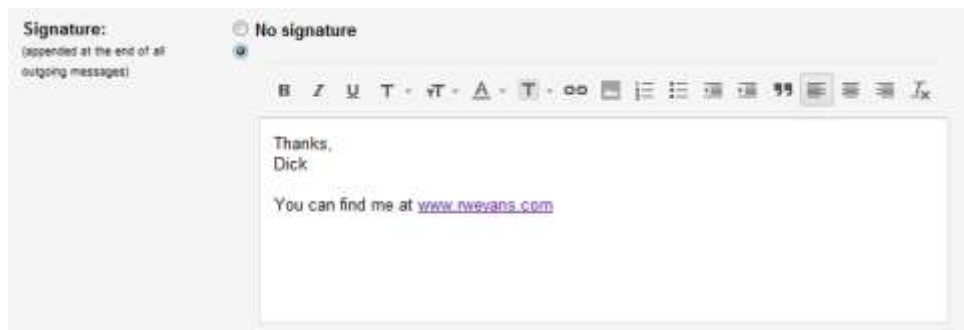 Signature:
(appended at the end of all
outgoing messages)
No signature
B I U T T A T
Thanks,
Dick
You can find me at www.rwevans.com